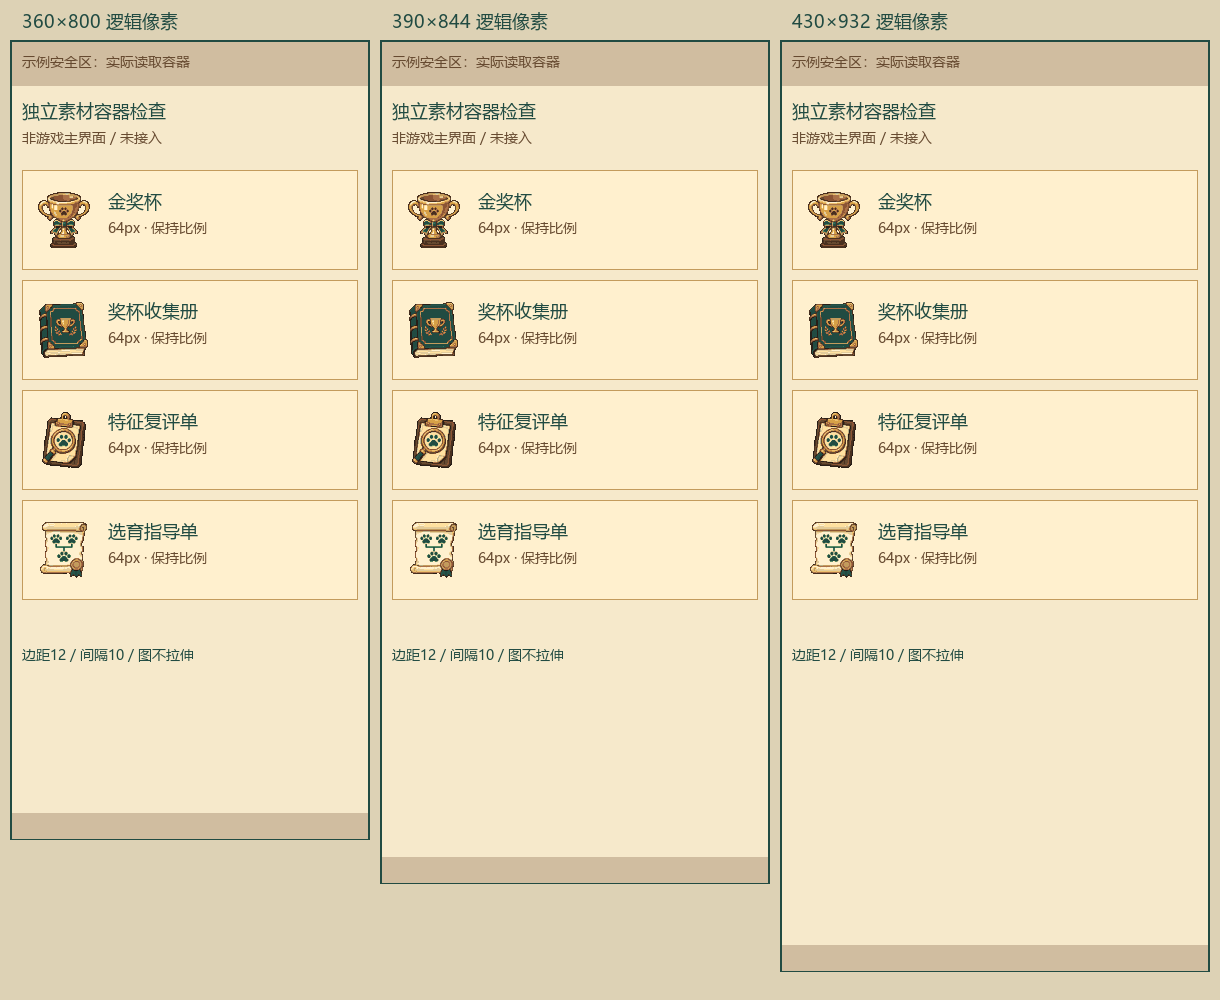 360×800 逻辑像素
示例安全区：实际读取容器
独立素材容器检查
非游戏主界面 / 未接入
金奖杯
64px · 保持比例
奖杯收集册
64px · 保持比例
特征复评单
64px · 保持比例
选育指导单
64px · 保持比例
边距12 / 间隔10 / 图不拉伸
390×844 逻辑像素
示例安全区：实际读取容器
独立素材容器检查
非游戏主界面 / 未接入
金奖杯
64px · 保持比例
奖杯收集册
64px · 保持比例
特征复评单
64px · 保持比例
选育指导单
64px · 保持比例
边距12 / 间隔10 / 图不拉伸
430×932 逻辑像素
示例安全区：实际读取容器
独立素材容器检查
非游戏主界面 / 未接入
金奖杯
64px · 保持比例
奖杯收集册
64px · 保持比例
特征复评单
64px · 保持比例
选育指导单
64px · 保持比例
边距12 / 间隔10 / 图不拉伸